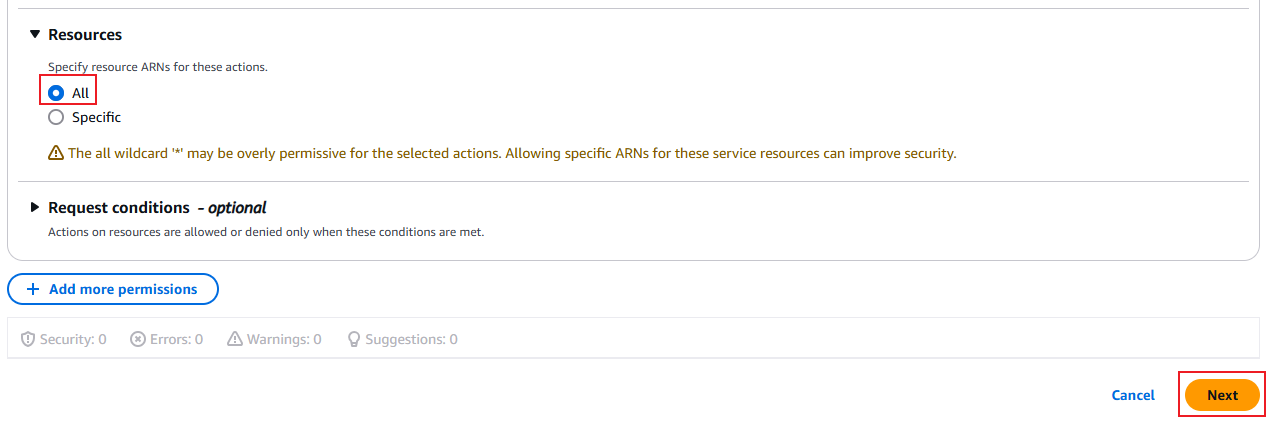 Resources
Specify resource ARNs for these actions.
All
Specific
The all wildcard '*' may be overly permissive for the selected actions. Allowing specific ARNs for these service resources can improve security.
Request conditions - optional
Actions on resources are allowed or denied only when these conditions are met.
+ Add more permissions
Security: 0 Errors: 0 Warnings: 0 Suggestions: 0
Cancel Next